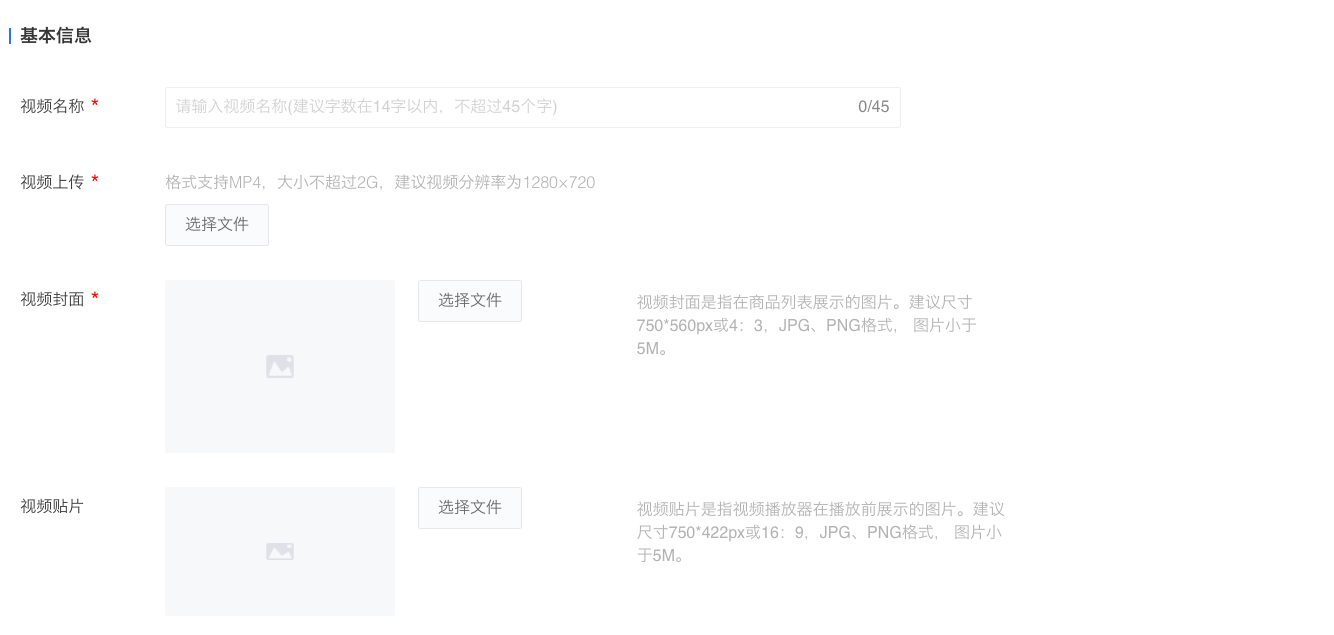 基本信息
视频名称 *
请输入视频名称(建议字数在14字以内，不超过45个字)
0/45
视频上传 *
格式支持MP4，大小不超过2G，建议视频分辨率为1280×720
选择文件
视频封面 *
选择文件
视频封面是指在商品列表展示的图片。建议尺寸
750*560px或4：3，JPG、PNG格式， 图片小于
5M。
视频贴片
选择文件
视频贴片是指视频播放器在播放前展示的图片。建议
尺寸750*422px或16：9，JPG、PNG格式， 图片小
于5M。